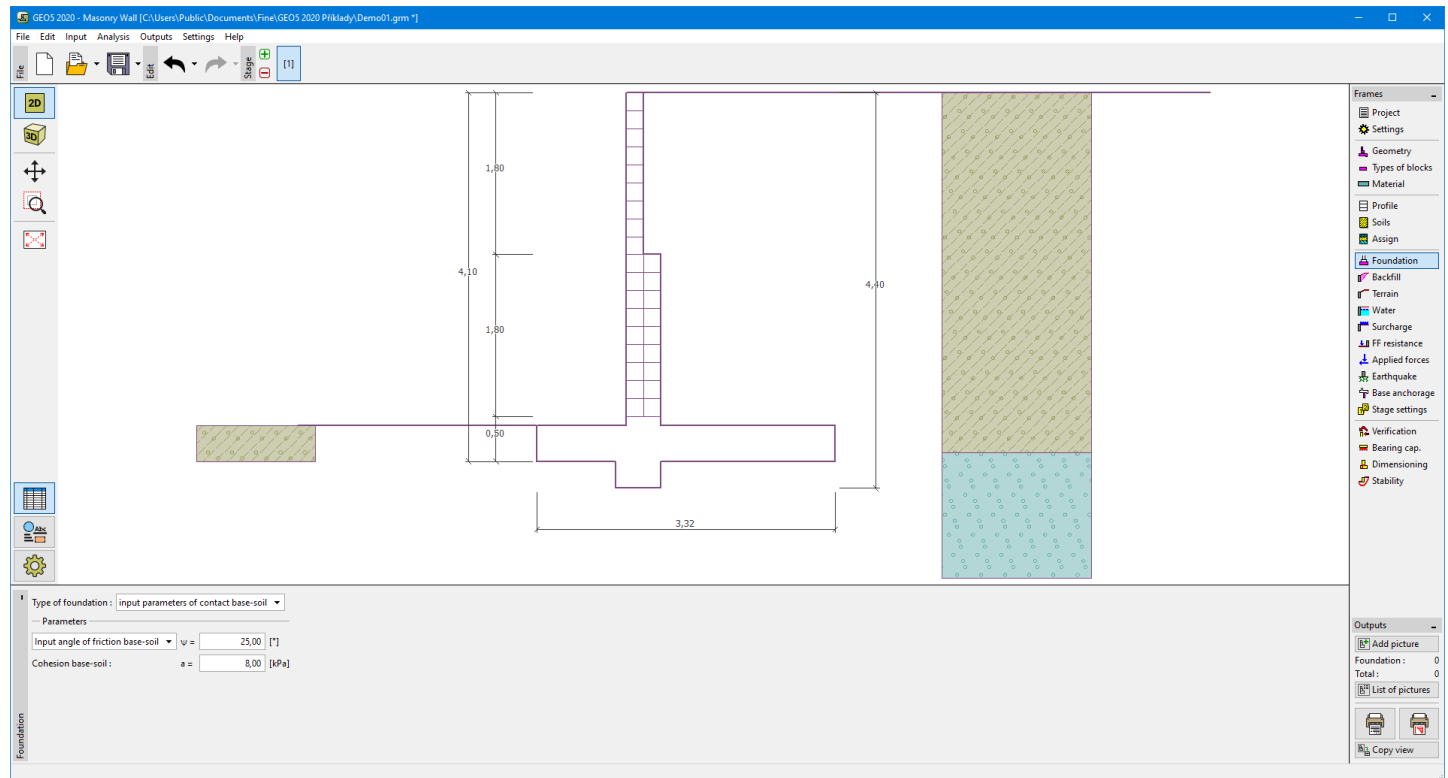 GEO5 2020 - Masonry Wall [C:\Users\Public\Documents\Fine\GEO5 2020 Příklady\Demo01.grm *]
File Edit Input Analysis Outputs Settings Help
File
Edit
Stage
[1]
2D
3D
Abc
1,80
4,10
1,80
0,50
4,40
3,32
Frames
Project
Settings
Geometry
Types of blocks
Material
Profile
Soils
Assign
Foundation
Backfill
Terrain
Water
Surcharge
FF resistance
Applied forces
Earthquake
Base anchorage
Stage settings
Verification
Bearing cap.
Dimensioning
Stability
Foundation
Type of foundation : input parameters of contact base-soil
Parameters
Input angle of friction base-soil ψ = 25,00 [°]
Cohesion base-soil : a = 8,00 [kPa]
Outputs
Add picture
Foundation : 0
Total : 0
List of pictures
Copy view